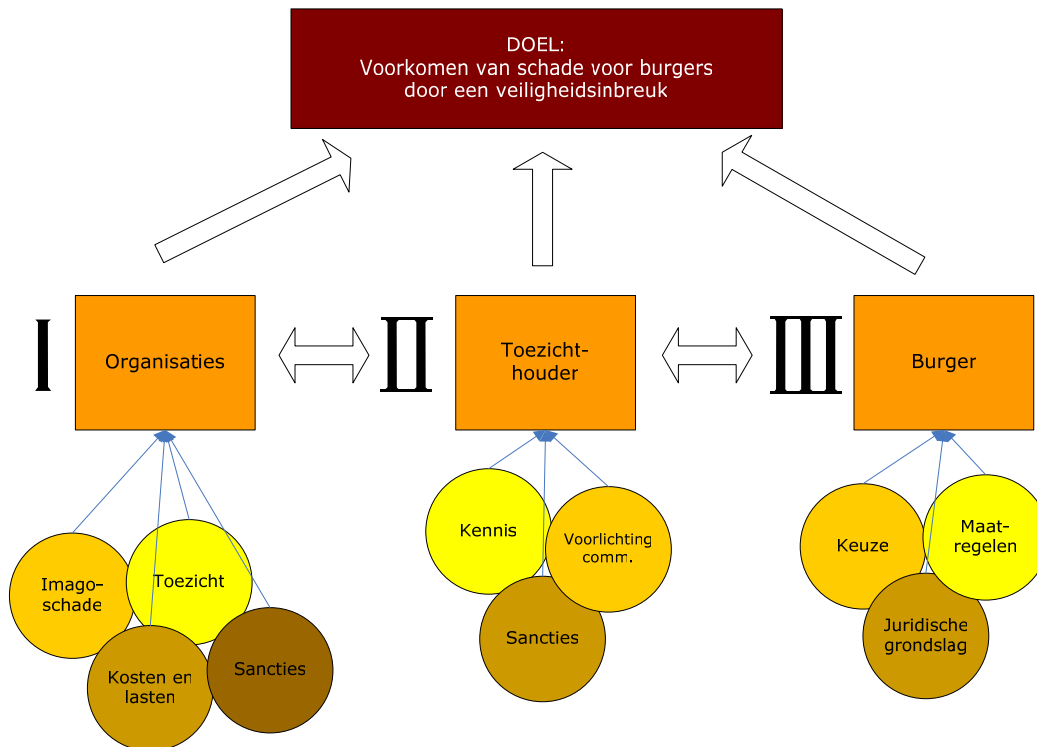 DOEL:
Voorkomen van schade voor burgers
door een veiligheidsinbreuk
I
Organisaties
II
Toezicht-
houder
III
Burger
Imago-
schade
Toezicht
Kosten en
lasten
Sancties
Kennis
Voorlichting
comm.
Sancties
Keuze
Maat-
regelen
Juridische
grondslag